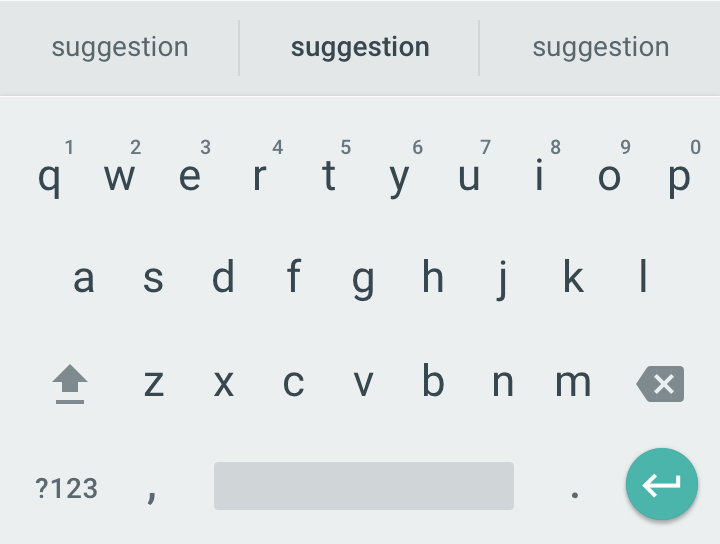 suggestion suggestion suggestion
1 2 3 4 5 6 7 8 9 0
q w e r t y u i o p
a s d f g h j k l
z x c v b n m
?123 , .